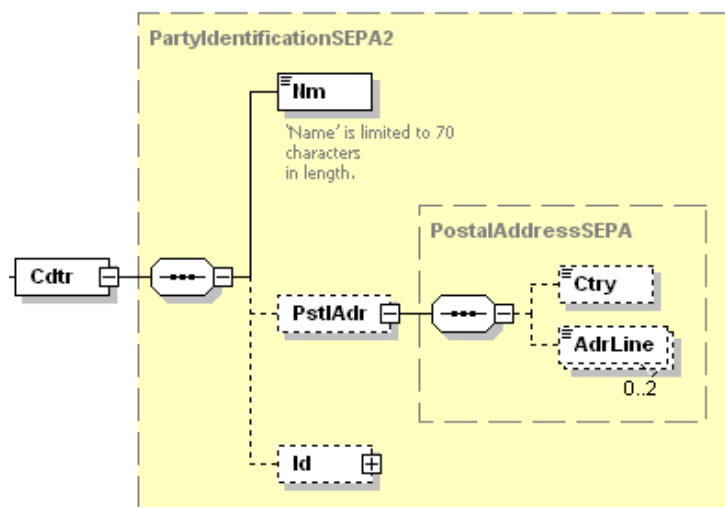 PartyIdentificationSEPA2
Nm
'Name' is limited to 70
characters
in length.
PostalAddressSEPA
Cdtr
Ctry
PstlAdr
AdrLine
0..2
Id